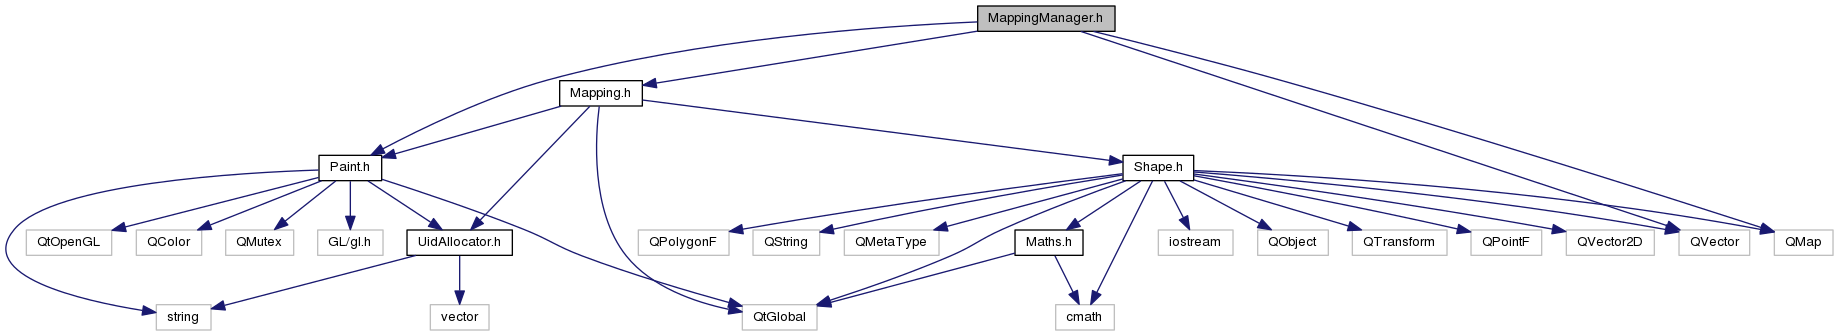 MappingManager.h
Mapping.h
Paint.h
Shape.h
QtOpenGL
QColor
QMutex
GL/gl.h
UidAllocator.h
QPolygonF
QString
QMetaType
Maths.h
iostream
QObject
QTransform
QPointF
QVector2D
QVector
QMap
string
vector
QtGlobal
cmath